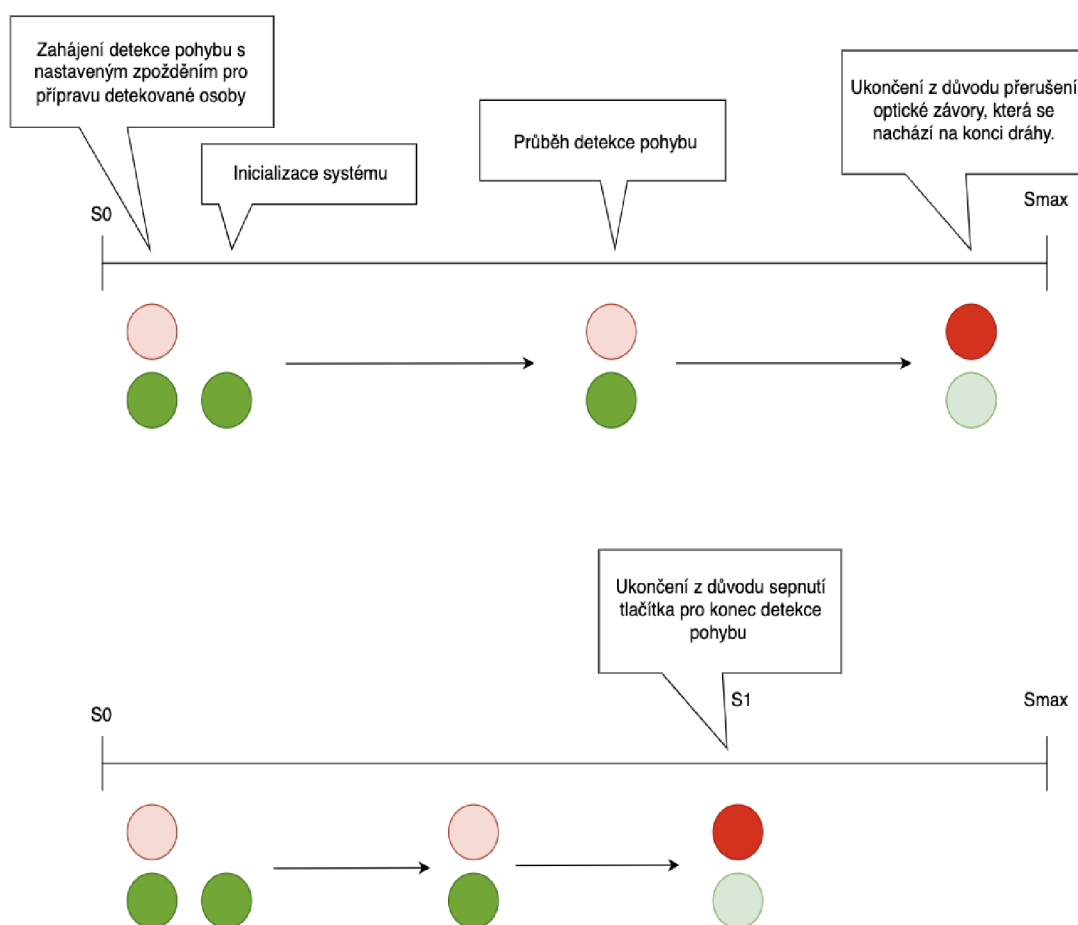 Zahájení detekce pohybu s
nastaveným zpožděním pro
přípravu detekované osoby
Inicializace systému
Průběh detekce pohybu
Ukončení z důvodu přerušení
optické závory, která se
nachází na konci dráhy.
S0
Smax
Ukončení z důvodu sepnutí
tlačítka pro konec detekce
pohybu
S0
S1
Smax